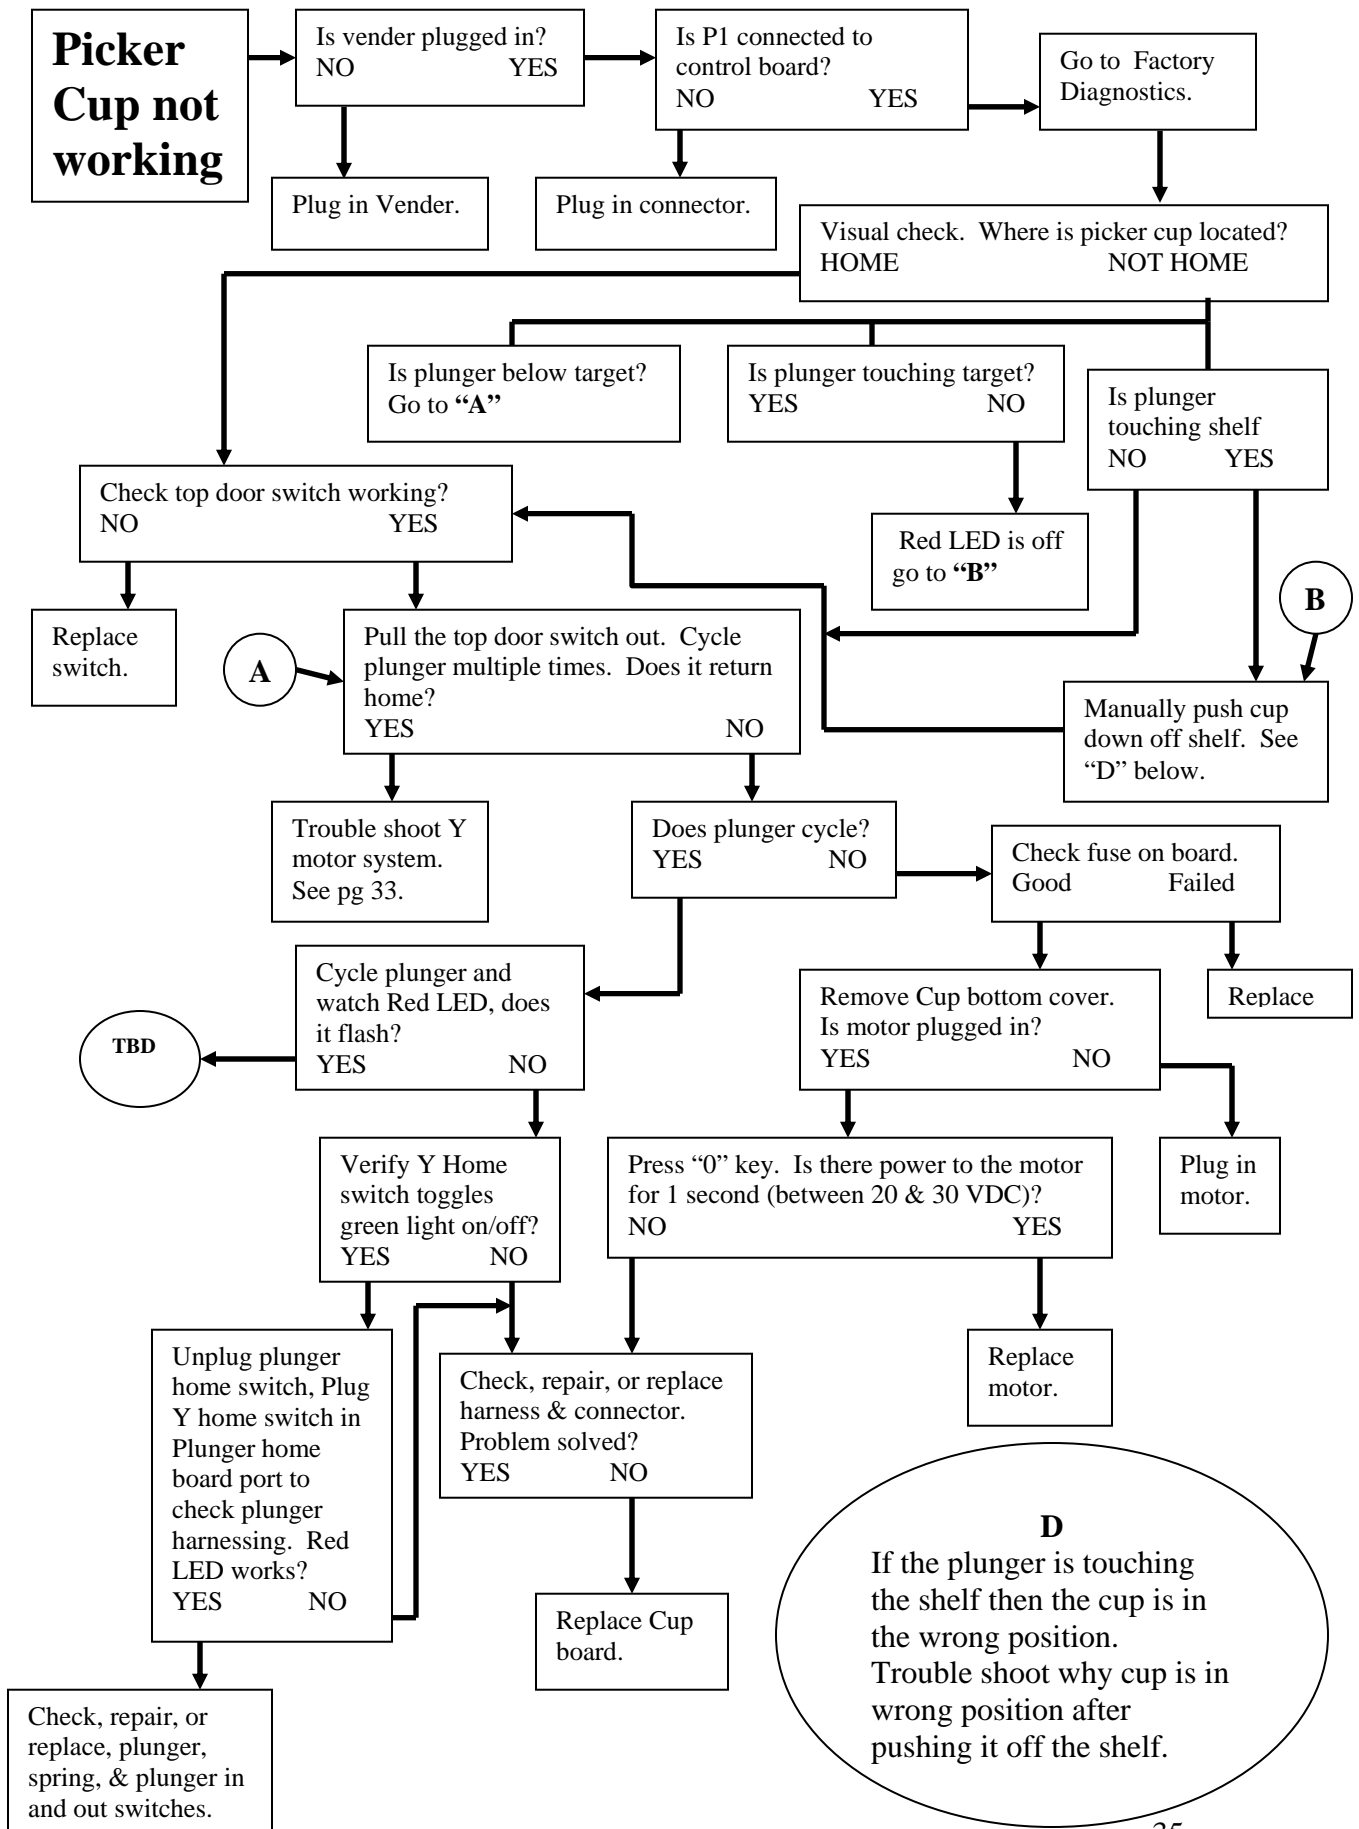 Picker
Cup not
working
Is vender plugged in?
NO YES
Is P1 connected to
control board?
NO YES
Go to Factory
Diagnostics.
Plug in Vender.
Plug in connector.
Visual check. Where is picker cup located?
HOME NOT HOME
Is plunger below target?
Go to “A”
Is plunger touching target?
YES NO
Is plunger
touching shelf
NO YES
Check top door switch working?
NO YES
Red LED is off
go to “B”
B
Replace
switch.
A
Pull the top door switch out. Cycle
plunger multiple times. Does it return
home?
YES NO
Manually push cup
down off shelf. See
“D” below.
Trouble shoot Y
motor system.
See pg 33.
Does plunger cycle?
YES NO
Check fuse on board.
Good Failed
Cycle plunger and
watch Red LED, does
it flash?
YES NO
Remove Cup bottom cover.
Is motor plugged in?
YES NO
Replace
TBD
Verify Y Home
switch toggles
green light on/off?
YES NO
Press “0” key. Is there power to the motor
for 1 second (between 20 & 30 VDC)?
NO YES
Plug in
motor.
Unplug plunger
home switch, Plug
Y home switch in
Plunger home
board port to
check plunger
harnessing. Red
LED works?
YES NO
Check, repair, or replace
harness & connector.
Problem solved?
YES NO
Replace
motor.
Replace Cup
board.
D
If the plunger is touching
the shelf then the cup is in
the wrong position.
Trouble shoot why cup is in
wrong position after
pushing it off the shelf.
Check, repair, or
replace, plunger,
spring, & plunger in
and out switches.
35